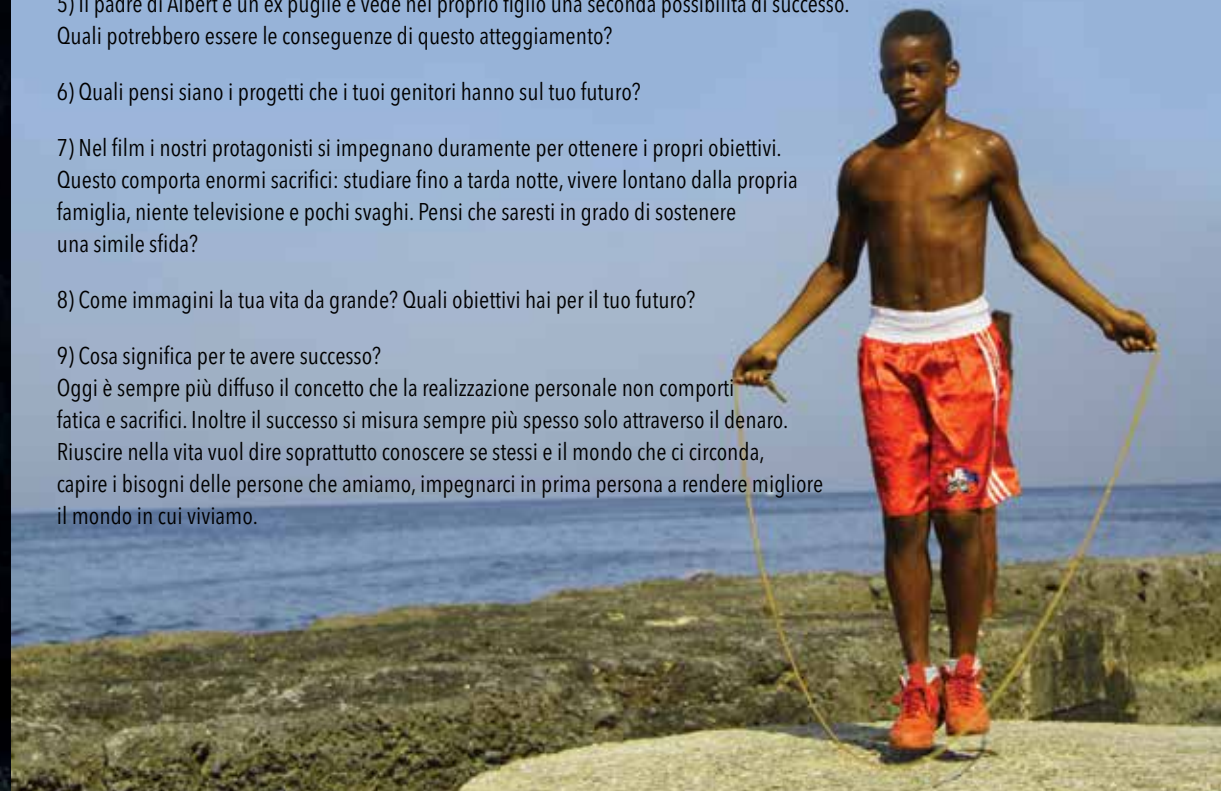 5) Il padre di Albert è un ex pugile e vede nel proprio figlio una seconda possibilità di successo.
Quali potrebbero essere le conseguenze di questo atteggiamento?
6) Quali pensi siano i progetti che i tuoi genitori hanno sul tuo futuro?
7) Nel film i nostri protagonisti si impegnano duramente per ottenere i propri obiettivi.
Questo comporta enormi sacrifici: studiare fino a tarda notte, vivere lontano dalla propria
famiglia, niente televisione e pochi svaghi. Pensi che saresti in grado di sostenere
una simile sfida?
8) Come immagini la tua vita da grande? Quali obiettivi hai per il tuo futuro?
9) Cosa significa per te avere successo?
Oggi è sempre più diffuso il concetto che la realizzazione personale non comporti
fatica e sacrifici. Inoltre il successo si misura sempre più spesso solo attraverso il denaro.
Riuscire nella vita vuol dire soprattutto conoscere se stessi e il mondo che ci circonda,
capire i bisogni delle persone che amiamo, impegnarci in prima persona a rendere migliore
il mondo in cui viviamo.